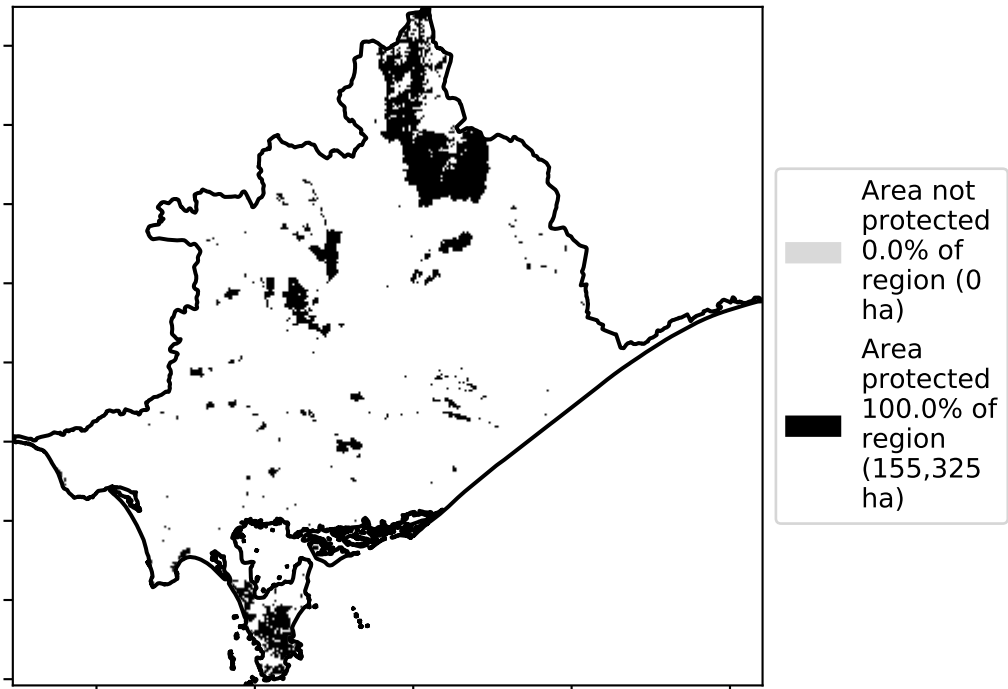 Area not
protected
0.0% of
region (0
ha)
Area
protected
100.0% of
region
(155,325
ha)